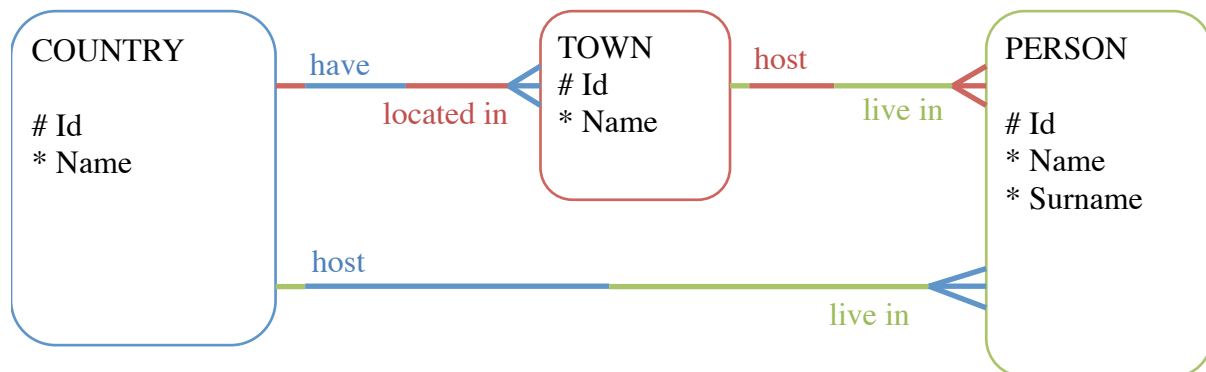 COUNTRY
# Id
* Name
have
located in
TOWN
# Id
* Name
host
live in
PERSON
# Id
* Name
* Surname
host
live in